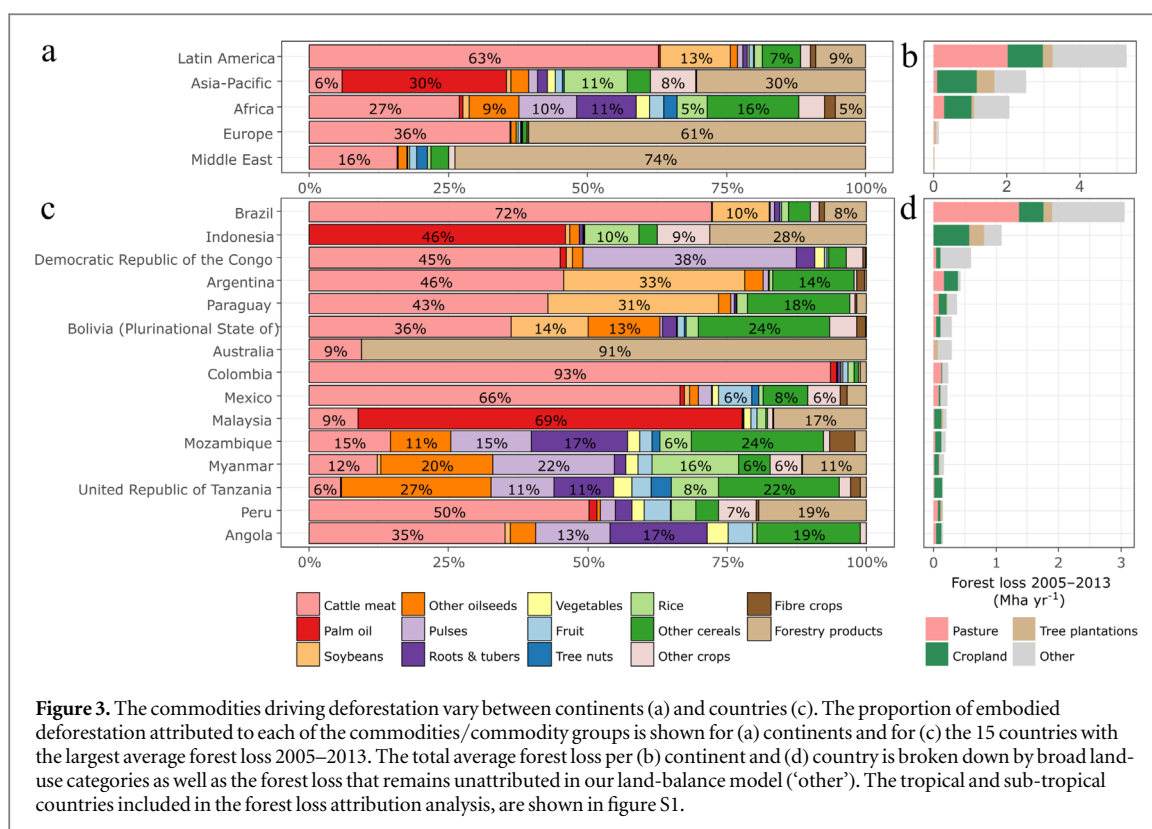 a
b
Latin America 63% 13% 7% 9%
Asia-Pacific 6% 30% 11% 8% 30%
Africa 27% 9% 10% 11% 5% 16% 5%
Europe 36% 61%
Middle East 16% 74%
0% 25% 50% 75% 100%
0 2 4
c
d
Brazil 72% 10% 8%
Indonesia 46% 10% 9% 28%
Democratic Republic of the Congo 45% 38%
Argentina 46% 33% 14%
Paraguay 43% 31% 18%
Bolivia (Plurinational State of) 36% 14% 13% 24%
Australia 9% 91%
Colombia 93%
Mexico 66% 6% 8% 6%
Malaysia 9% 69% 17%
Mozambique 15% 11% 15% 17% 6% 24%
Myanmar 12% 20% 22% 16% 6% 6% 11%
United Republic of Tanzania 6% 27% 11% 11% 8% 22%
Peru 50% 7% 19%
Angola 35% 13% 17% 19%
0% 25% 50% 75% 100%
0 1 2 3
Forest loss 2005–2013
(Mha yr⁻¹)
Cattle meat Other oilseeds Vegetables Rice Fibre crops
Palm oil Pulses Fruit Other cereals Forestry products
Soybeans Roots & tubers Tree nuts Other crops
Pasture Tree plantations
Cropland Other
Figure 3. The commodities driving deforestation vary between continents (a) and countries (c). The proportion of embodied
deforestation attributed to each of the commodities/commodity groups is shown for (a) continents and for (c) the 15 countries with
the largest average forest loss 2005–2013. The total average forest loss per (b) continent and (d) country is broken down by broad land-
use categories as well as the forest loss that remains unattributed in our land-balance model (‘other’). The tropical and sub-tropical
countries included in the forest loss attribution analysis, are shown in figure S1.